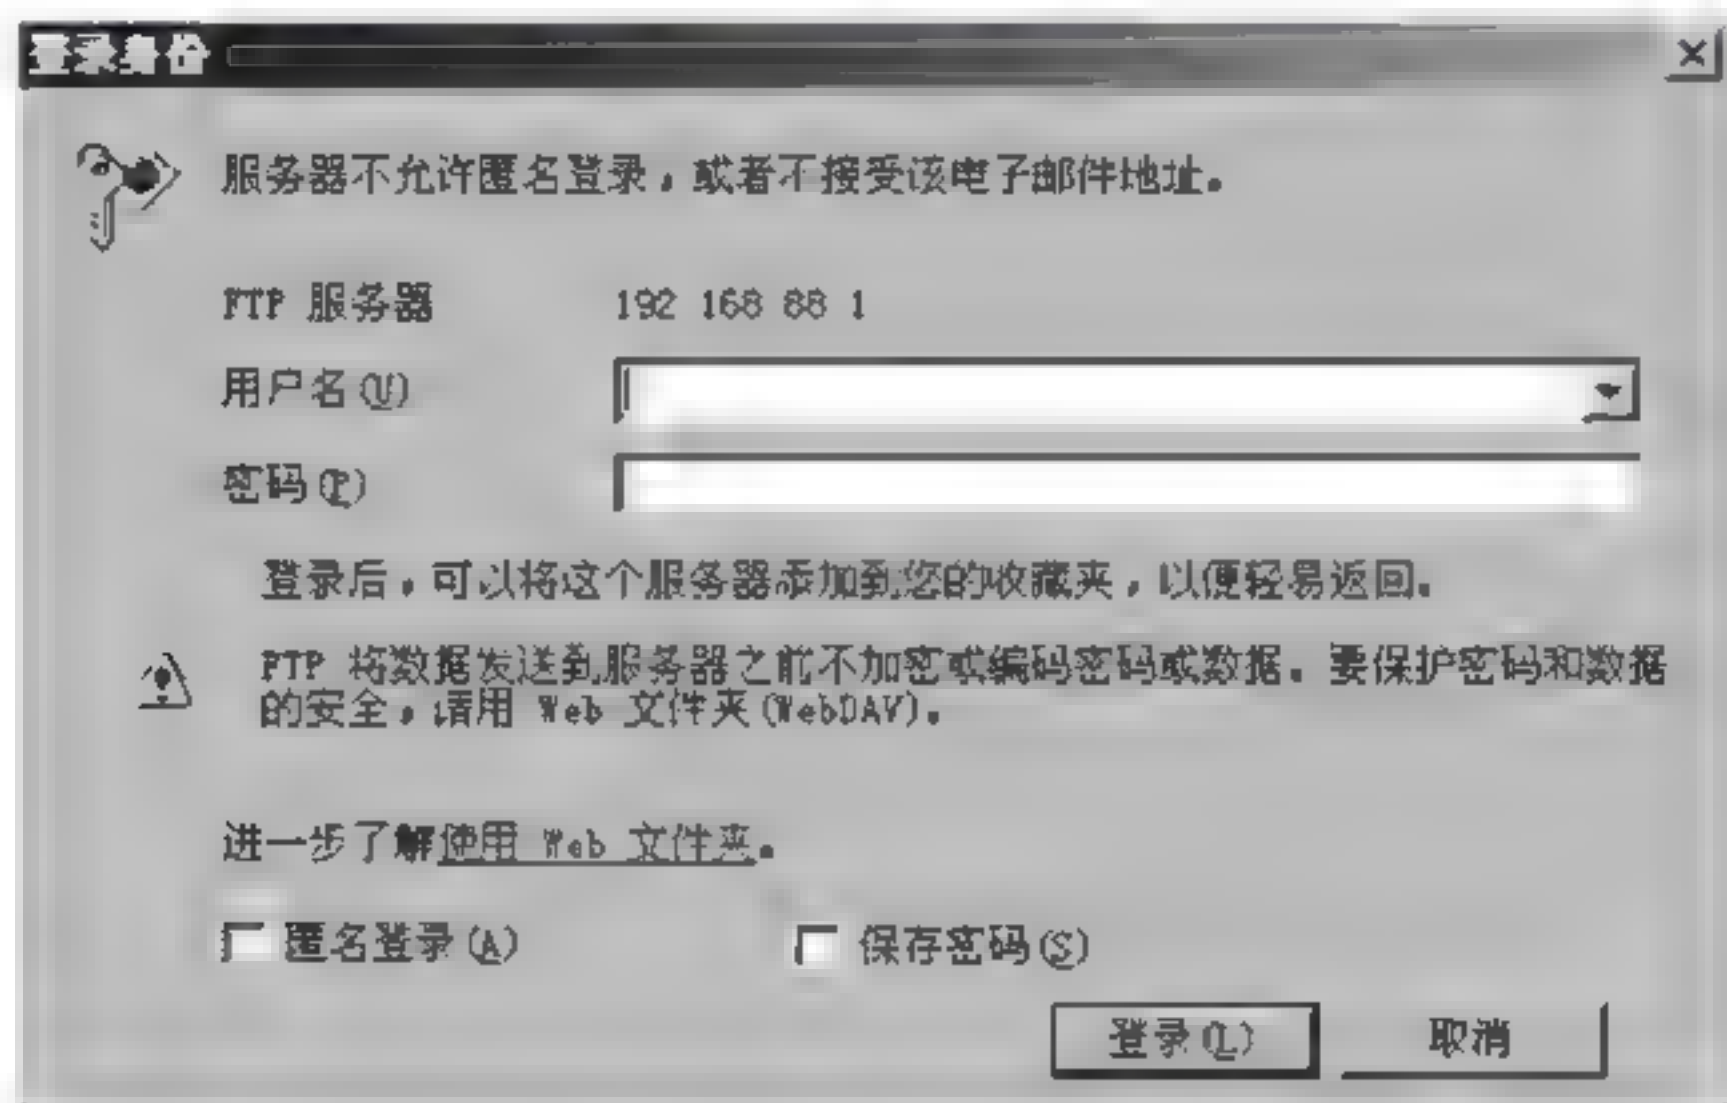 登录身份
服务器不允许匿名登录，或者不接受该电子邮件地址。
FTP 服务器 192 168 88 1
用户名(U)
密码(P)
登录后，可以将这个服务器添加到您的收藏夹，以便轻易返回。
FTP 将数据发送到服务器之前不加密或编码密码或数据。要保护密码和数据
的安全，请用 Web 文件夹(WebDAV)。
进一步了解使用 Web 文件夹。
匿名登录(A) 保存密码(S)
登录(L) 取消